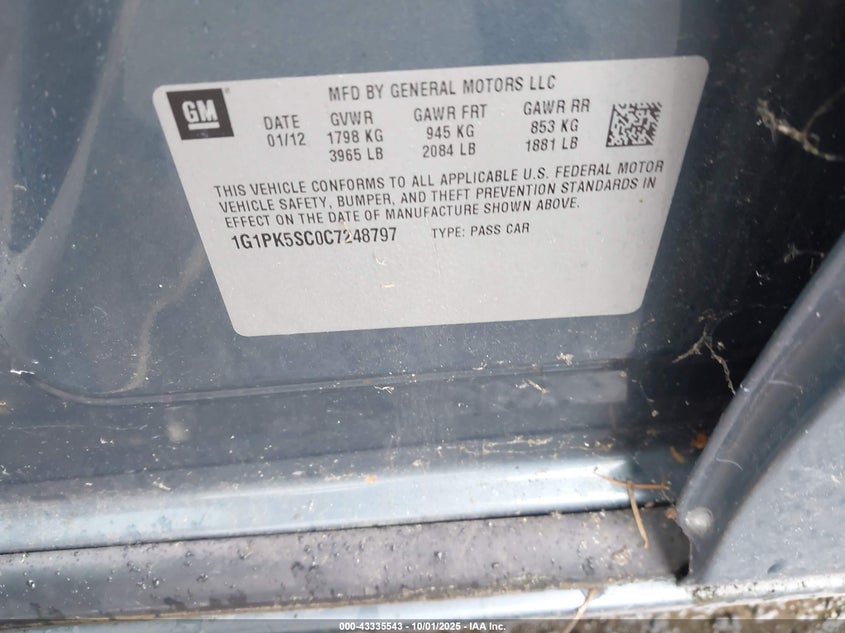 GM
MFD BY GENERAL MOTORS LLC
DATE GVWR GAWR FRT GAWR RR
01/12 1798 KG 945 KG 853 KG
3965 LB 2084 LB 1881 LB
THIS VEHICLE CONFORMS TO ALL APPLICABLE U.S. FEDERAL MOTOR
VEHICLE SAFETY, BUMPER, AND THEFT PREVENTION STANDARDS IN
EFFECT ON THE DATE OF MANUFACTURE SHOWN ABOVE.
1G1PK5SC0C7248797 TYPE: PASS CAR
000-43335543 - 10/01/2025 - IAA Inc.